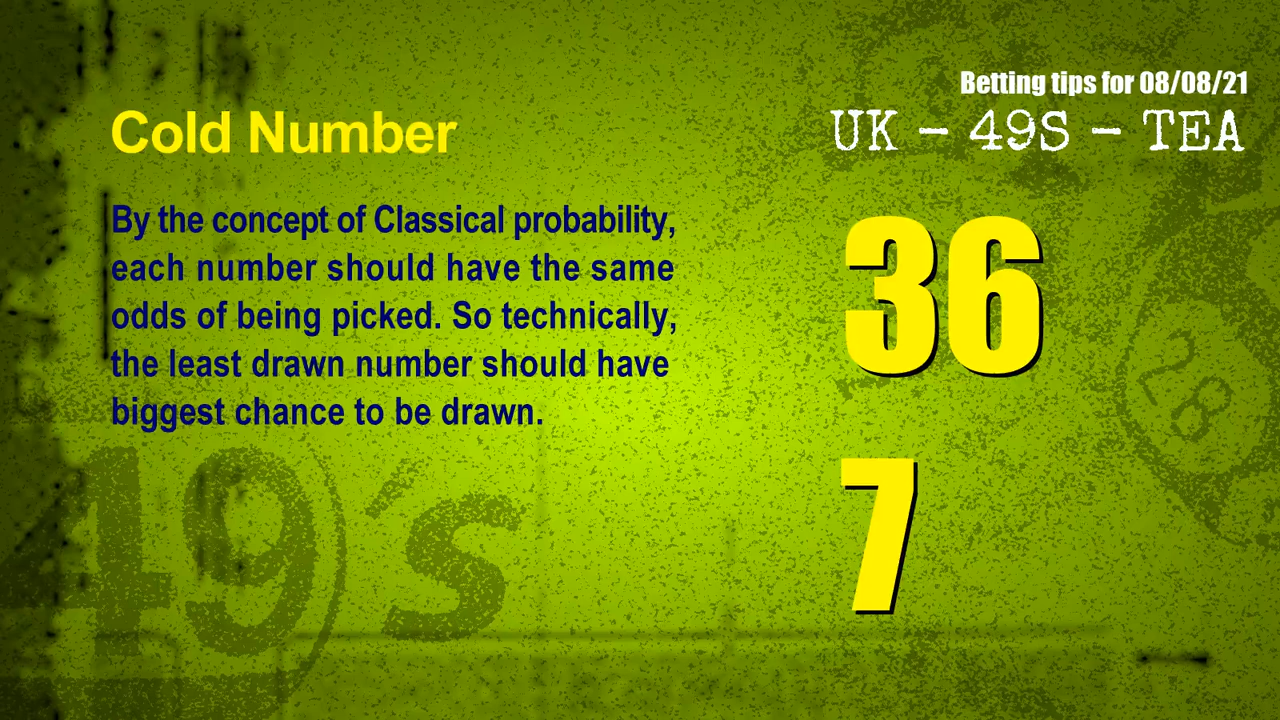 Betting tips for 08/08/21
UK - 49S - TEA
Cold Number
By the concept of Classical probability,
each number should have the same
odds of being picked. So technically,
the least drawn number should have
biggest chance to be drawn.
36
7
49's
28